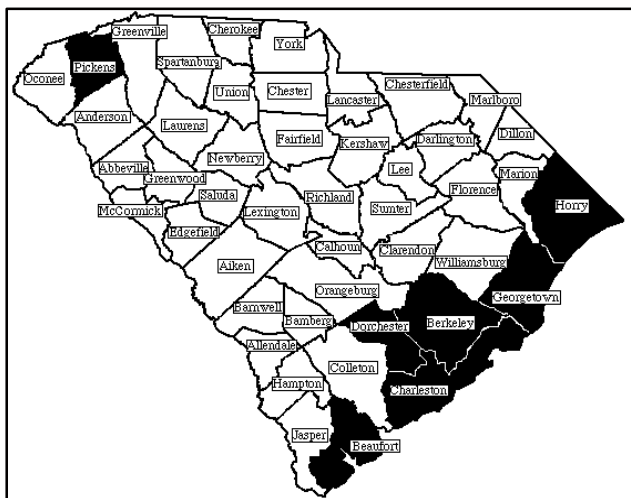 Cherokee
Greenville
York
Pickens
Spartanburg
Oconee
Chesterfield
Union
Chester
Lancaster
Marlboro
Anderson
Laurens
Dillon
Fairfield
Kershaw
Darlington
Newberry
Lee
Abbeville
Marion
Greenwood
Florence
Saluda
Richland
McCormick
Lexington
Sumter
Horry
Edgefield
Calhoun
Clarendon
Williamsburg
Aiken
Orangeburg
Georgetown
Barnwell
Bamberg
Dorchester
Berkeley
Allendale
Colleton
Hampton
Charleston
Jasper
Beaufort